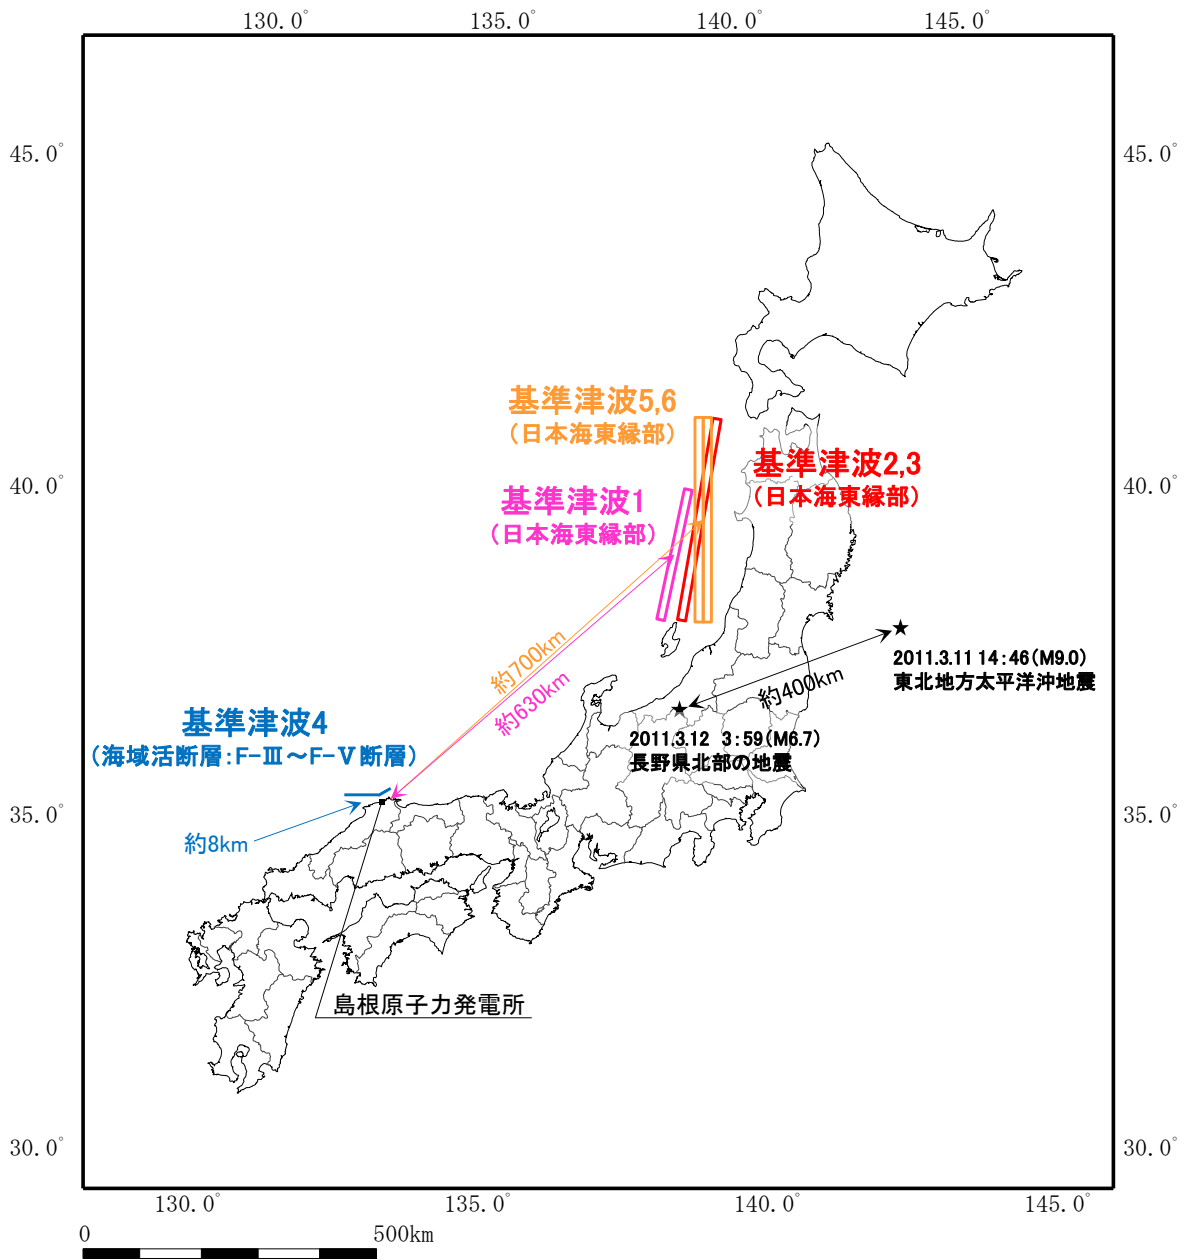 130.0° 135.0° 140.0° 145.0°
45.0° 45.0°
基準津波5,6
(日本海東縁部)
基準津波2,3
(日本海東縁部)
40.0° 40.0°
基準津波1
(日本海東縁部)
約700km
約630km
2011.3.11 14:46(M9.0)
東北地方太平洋沖地震
約400km
2011.3.12 3:59(M6.7)
長野県北部の地震
基準津波4
(海域活断層:F-Ⅲ～F-Ⅴ断層)
35.0° 35.0°
約8km
島根原子力発電所
30.0° 30.0°
130.0° 135.0° 140.0° 145.0°
0 500km